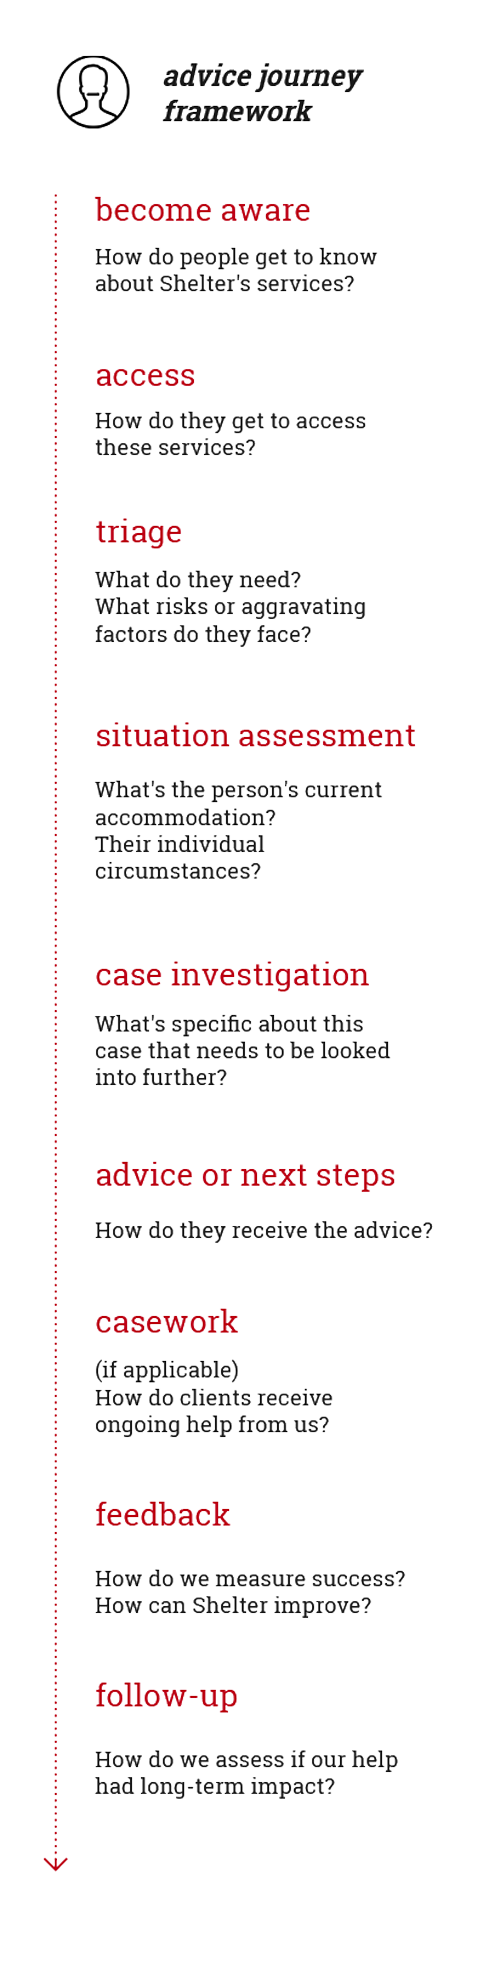 advice journey
framework
become aware
How do people get to know
about Shelter's services?
access
How do they get to access
these services?
triage
What do they need?
What risks or aggravating
factors do they face?
situation assessment
What's the person's current
accommodation?
Their individual
circumstances?
case investigation
What's specific about this
case that needs to be looked
into further?
advice or next steps
How do they receive the advice?
casework
(if applicable)
How do clients receive
ongoing help from us?
feedback
How do we measure success?
How can Shelter improve?
follow-up
How do we assess if our help
had long-term impact?